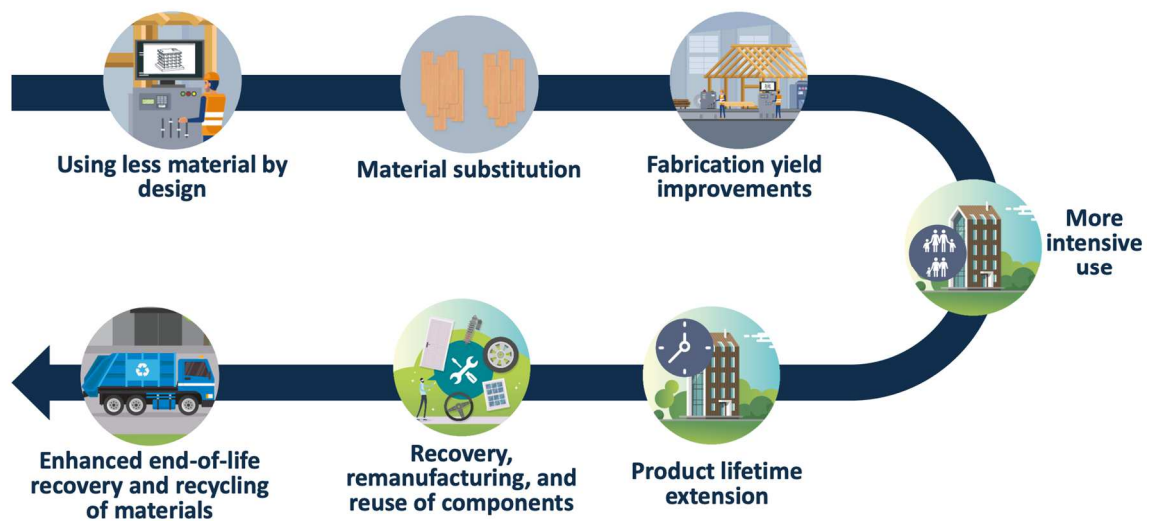 Using less material by
design
Material substitution
Fabrication yield
improvements
More
intensive
use
Product lifetime
extension
Recovery,
remanufacturing, and
reuse of components
Enhanced end-of-life
recovery and recycling
of materials